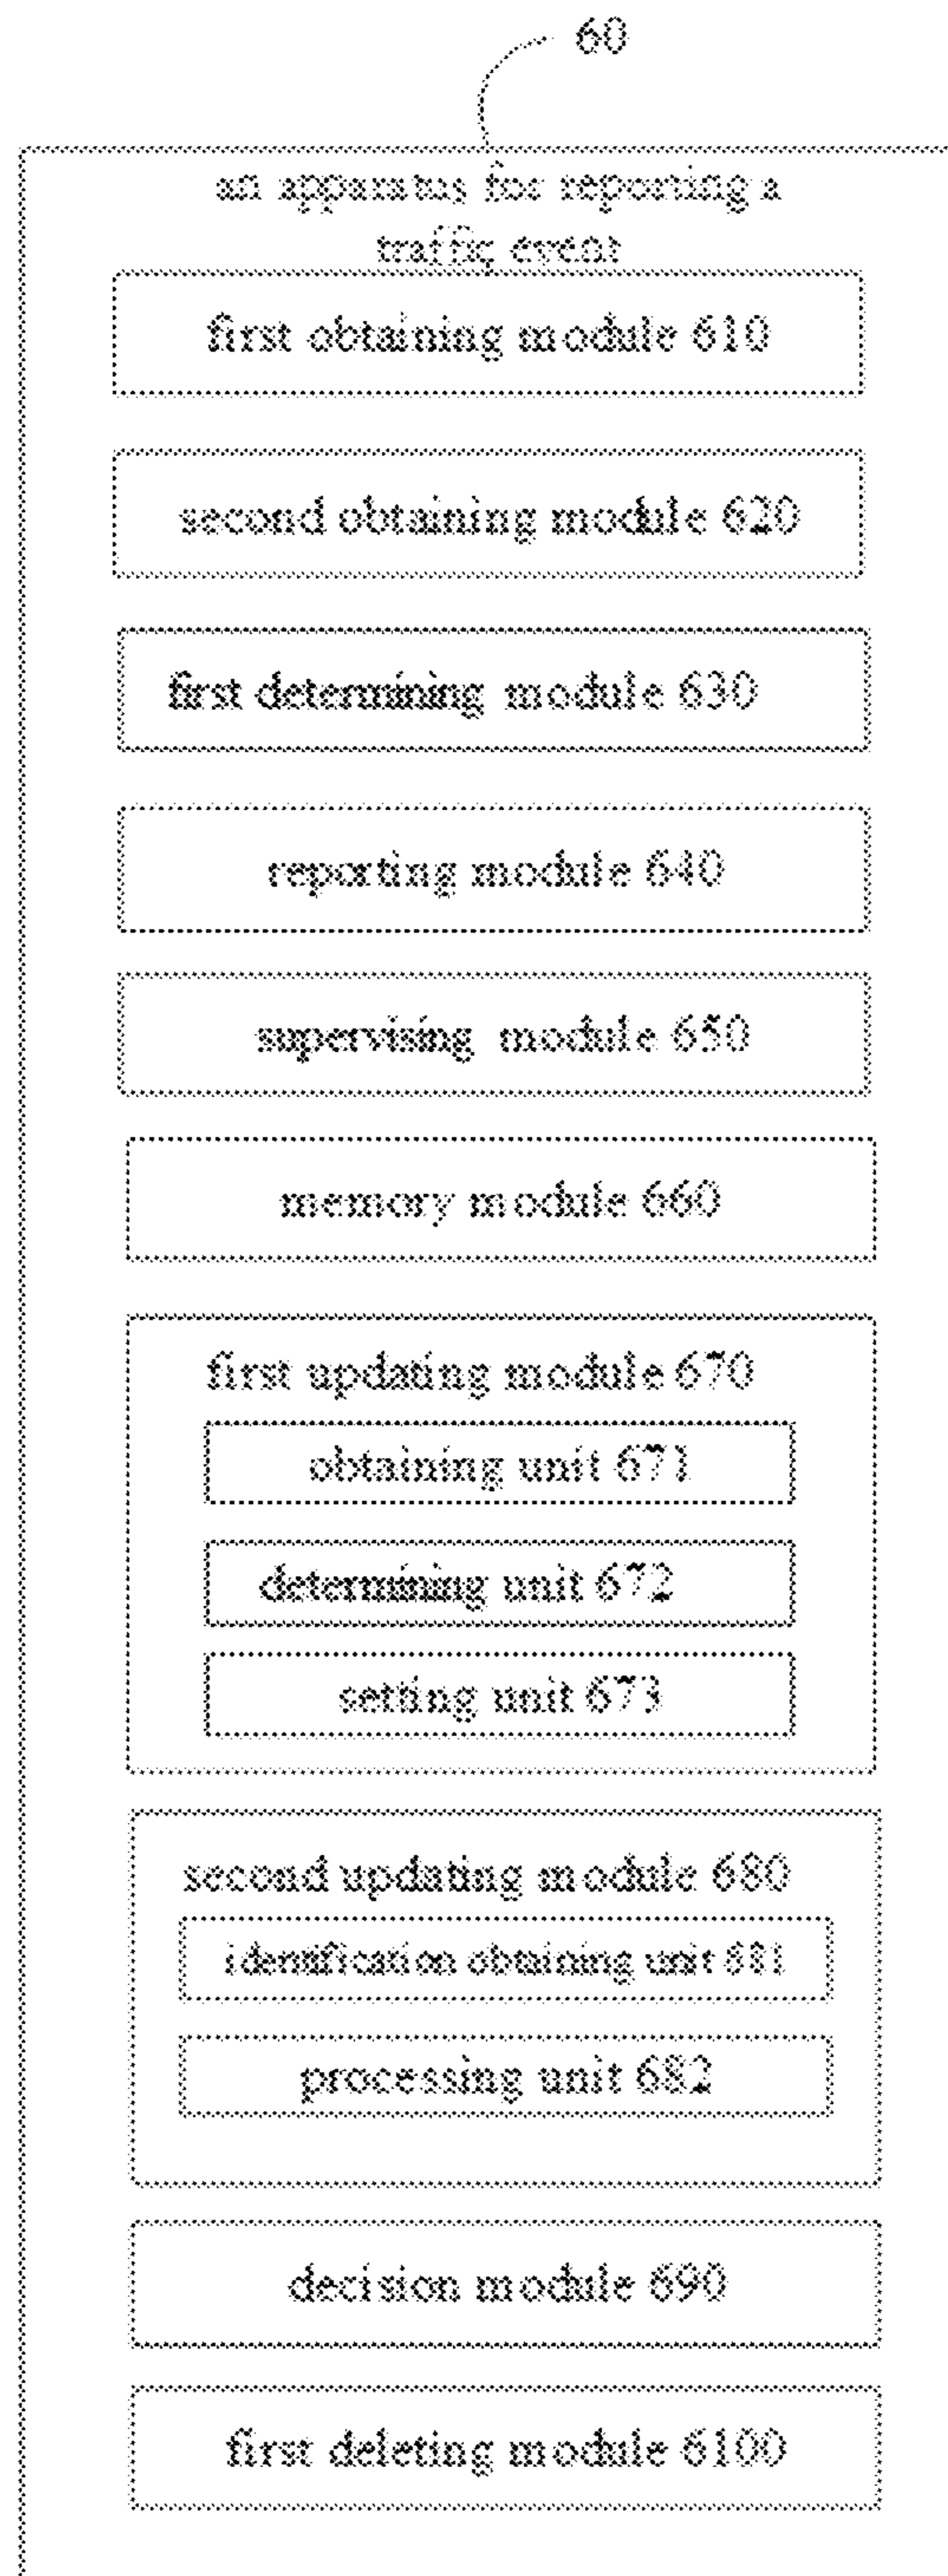 60
an apparatus for reporting a
traffic event
first obtaining module 610
second obtaining module 620
first determining module 630
reporting module 640
supervising module 650
memory module 660
first updating module 670
obtaining unit 671
determining unit 672
setting unit 673
second updating module 680
identification obtaining unit 681
processing unit 682
decision module 690
first deleting module 6100